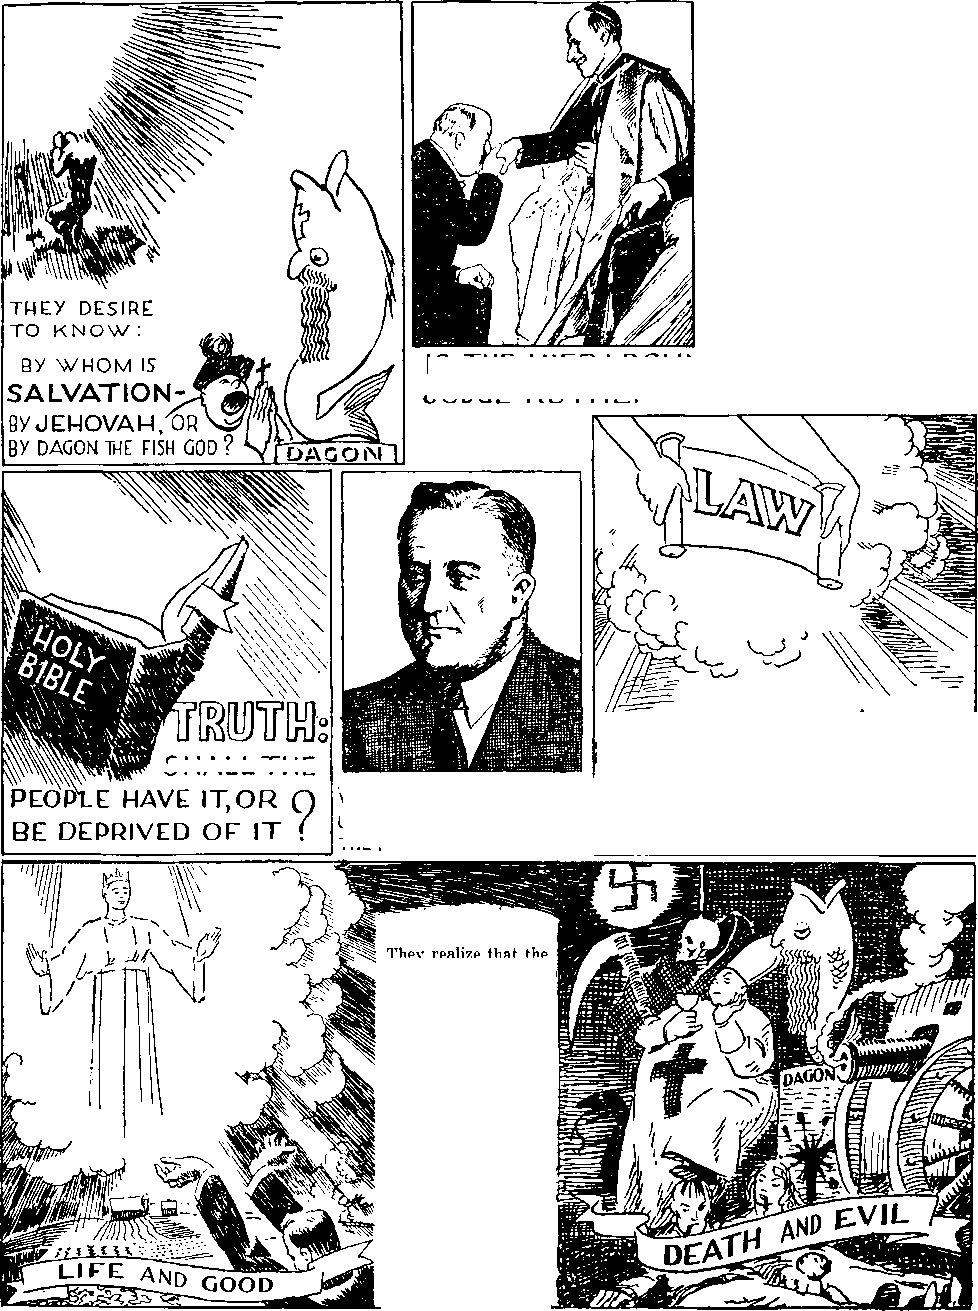 THEY DESIRE
TO KNOW:
BY WHOM IS
SALVATION-
BY JEHOVAH, OR
BY DAGON THE FISH GOD?
DAGON
LAW
HOLY
BIBLE
TRUTH:
SHALL THE
PEOPLE HAVE IT, OR
BE DEPRIVED OF IT?
They realize that the
DAGON
LIFE AND GOOD
DEATH AND EVIL